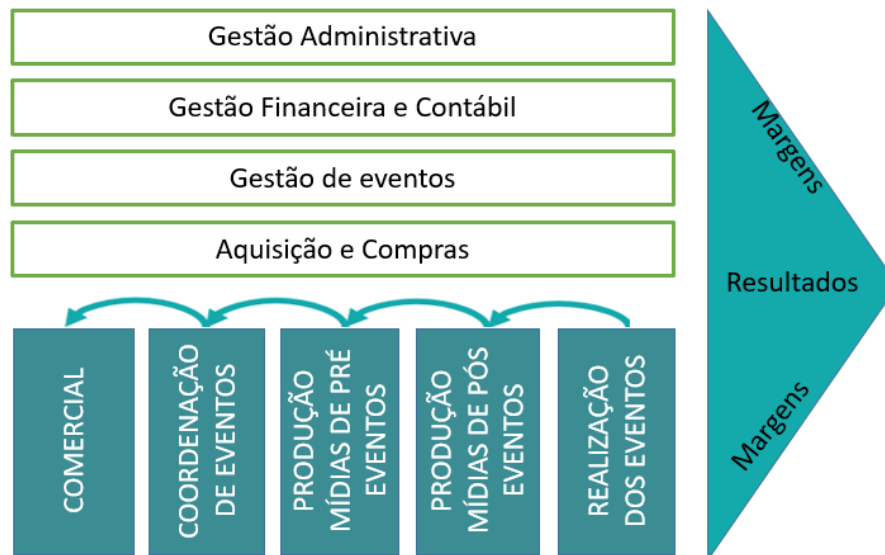 Gestão Administrativa
Gestão Financeira e Contábil
Gestão de eventos
Aquisição e Compras
COMERCIAL
COORDENAÇÃO
DE EVENTOS
PRODUÇÃO
MÍDIAS DE PRÉ
EVENTOS
PRODUÇÃO
MÍDIAS DE PÓS
EVENTOS
REALIZAÇÃO
DOS EVENTOS
Margens
Resultados
Margens